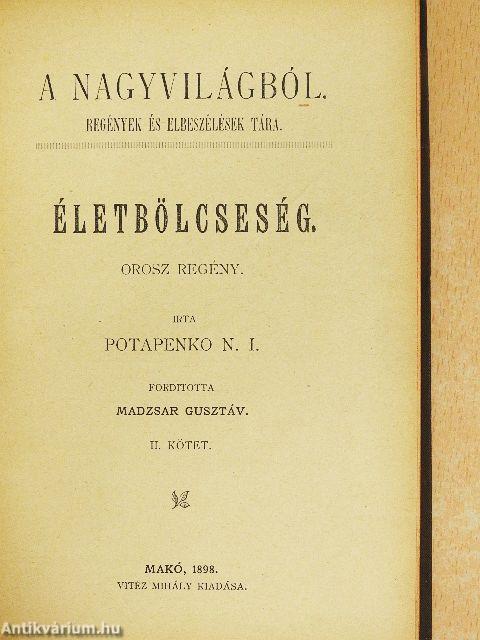 A NAGYVILÁGBÓL.
REGÉNYEK ÉS ELBESZÉLÉSEK TÁRA.
ÉLETBÖLCSESÉG.
OROSZ REGÉNY.
IRTA
POTAPENKO N. I.
FORDITOTTA
MADZSAR GUSZTÁV.
II. KÖTET.
MAKÓ, 1898.
VITÉZ MIHÁLY KIADÁSA.
Antikvárium.hu